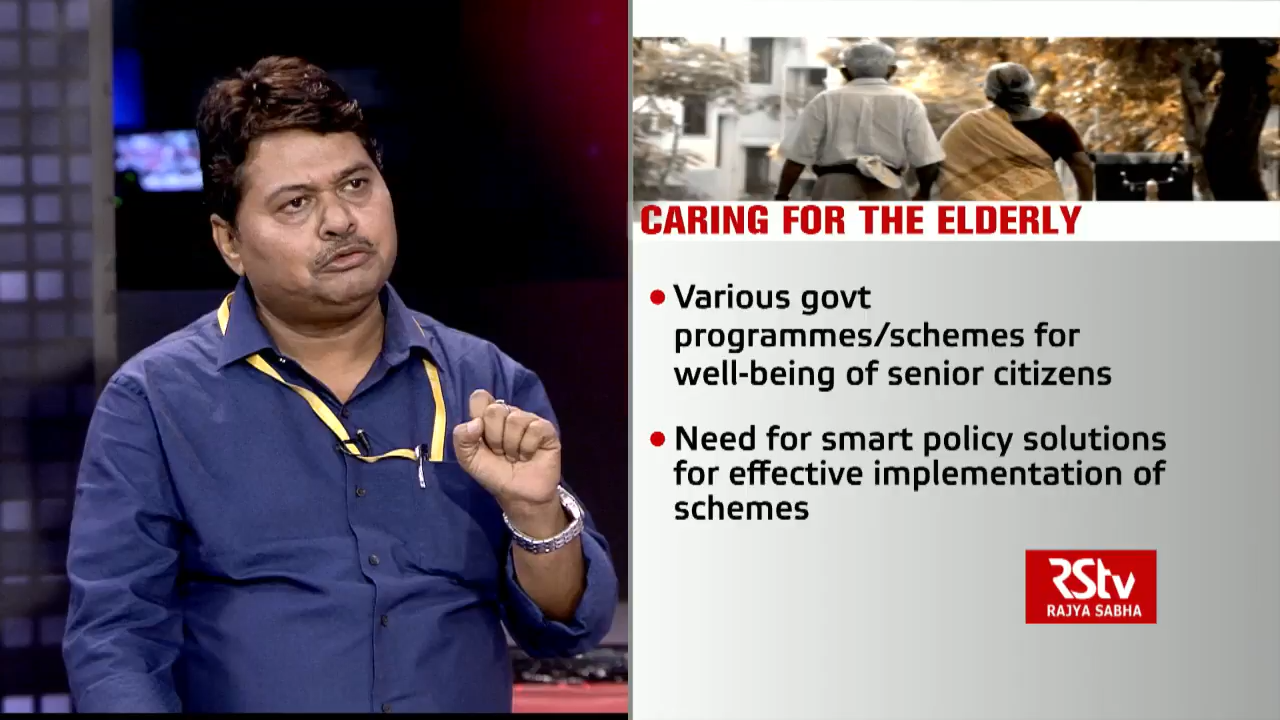 CARING FOR THE ELDERLY
• Various govt
programmes/schemes for
well-being of senior citizens
• Need for smart policy solutions
for effective implementation of
schemes
RStv
RAJYA SABHA